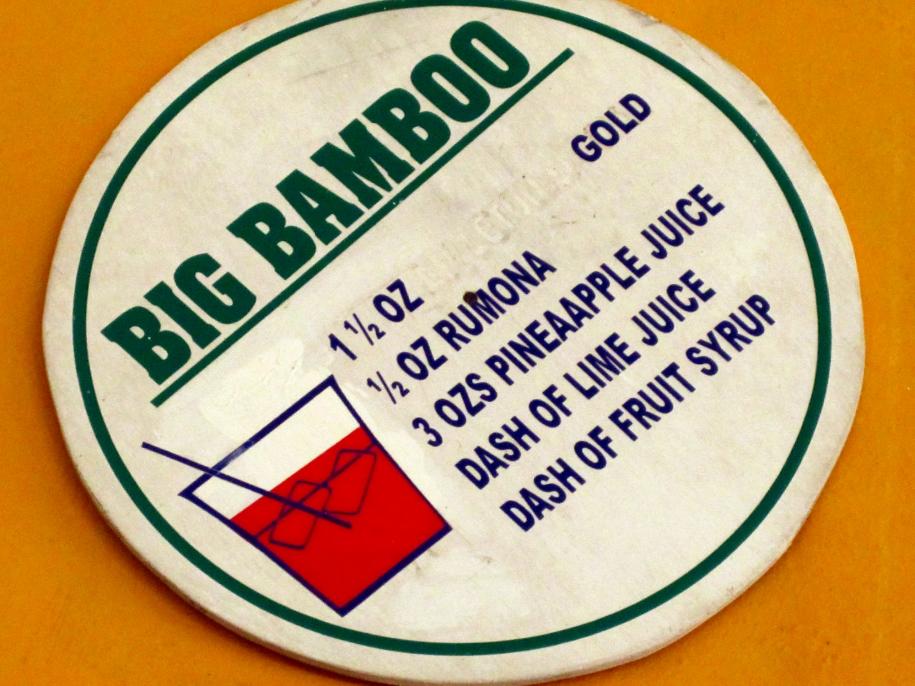 BIG BAMBOO
1 ½ OZ GOLD
½ OZ RUMONA
3 OZS PINEAAPPLE JUICE
DASH OF LIME JUICE
DASH OF FRUIT SYRUP